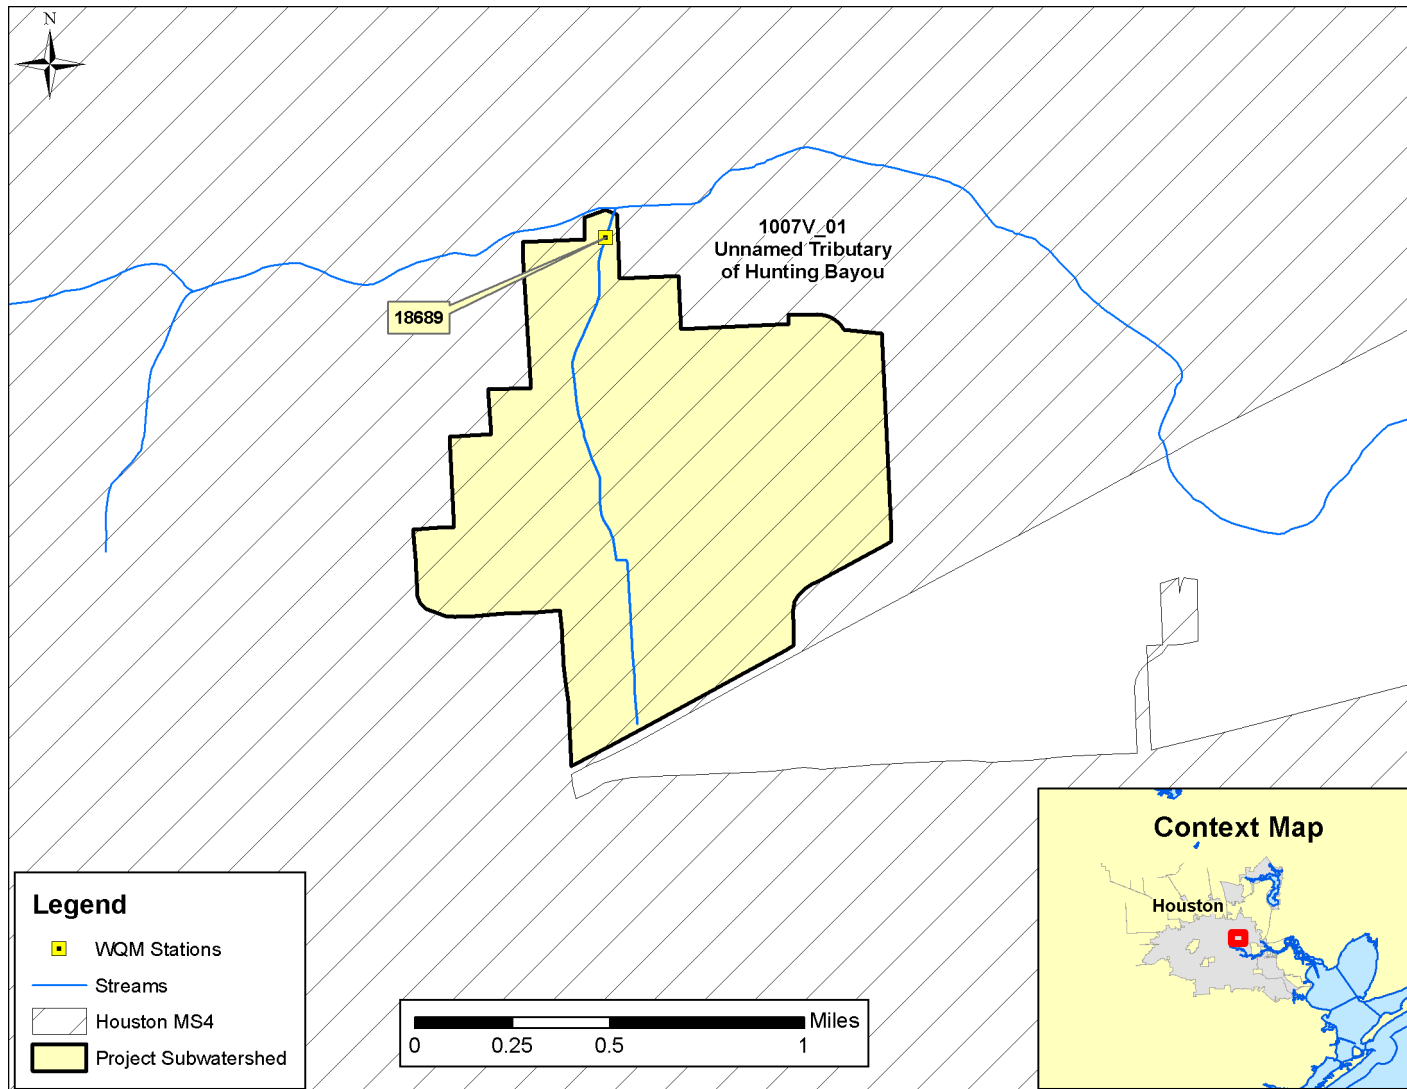 N
1007V_01
Unnamed Tributary
of Hunting Bayou
18689
Legend
WQM Stations
Streams
Houston MS4
Project Subwatershed
Miles
0 0.25 0.5 1
Context Map
Houston